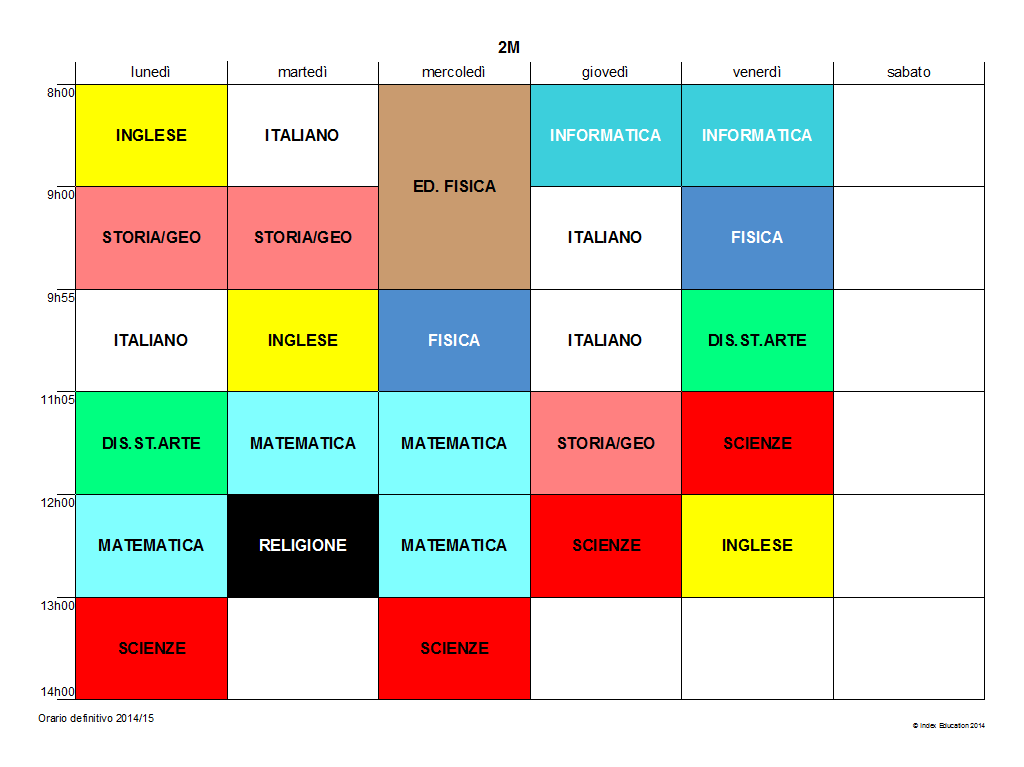 2M
lunedì martedì mercoledì giovedì venerdì sabato
8h00
INGLESE ITALIANO INFORMATICA INFORMATICA
ED. FISICA
9h00
STORIA/GEO STORIA/GEO ITALIANO FISICA
9h55
ITALIANO INGLESE FISICA ITALIANO DIS.ST.ARTE
11h05
DIS.ST.ARTE MATEMATICA MATEMATICA STORIA/GEO SCIENZE
12h00
MATEMATICA RELIGIONE MATEMATICA SCIENZE INGLESE
13h00
SCIENZE SCIENZE
14h00
Orario definitivo 2014/15
© Index Education 2014